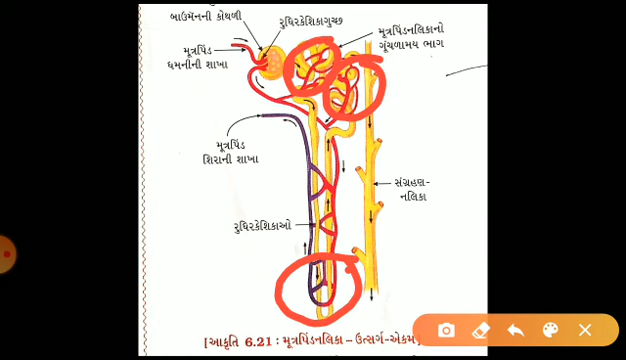 બાઉમૅનની કોથળી
રુધિરકેશિકાગુચ્છ
મૂત્રપિંડનલિકાનો
ગૂંચળામય ભાગ
મૂત્રપિંડ
ધમનીની શાખા
મૂત્રપિંડ
શિરાની શાખા
સંગ્રહણ-
નલિકા
રુધિરકેશિકાઓ
[આકૃતિ 6.21 : મૂત્રપિંડનલિકા – ઉત્સર્ગ-એકમ